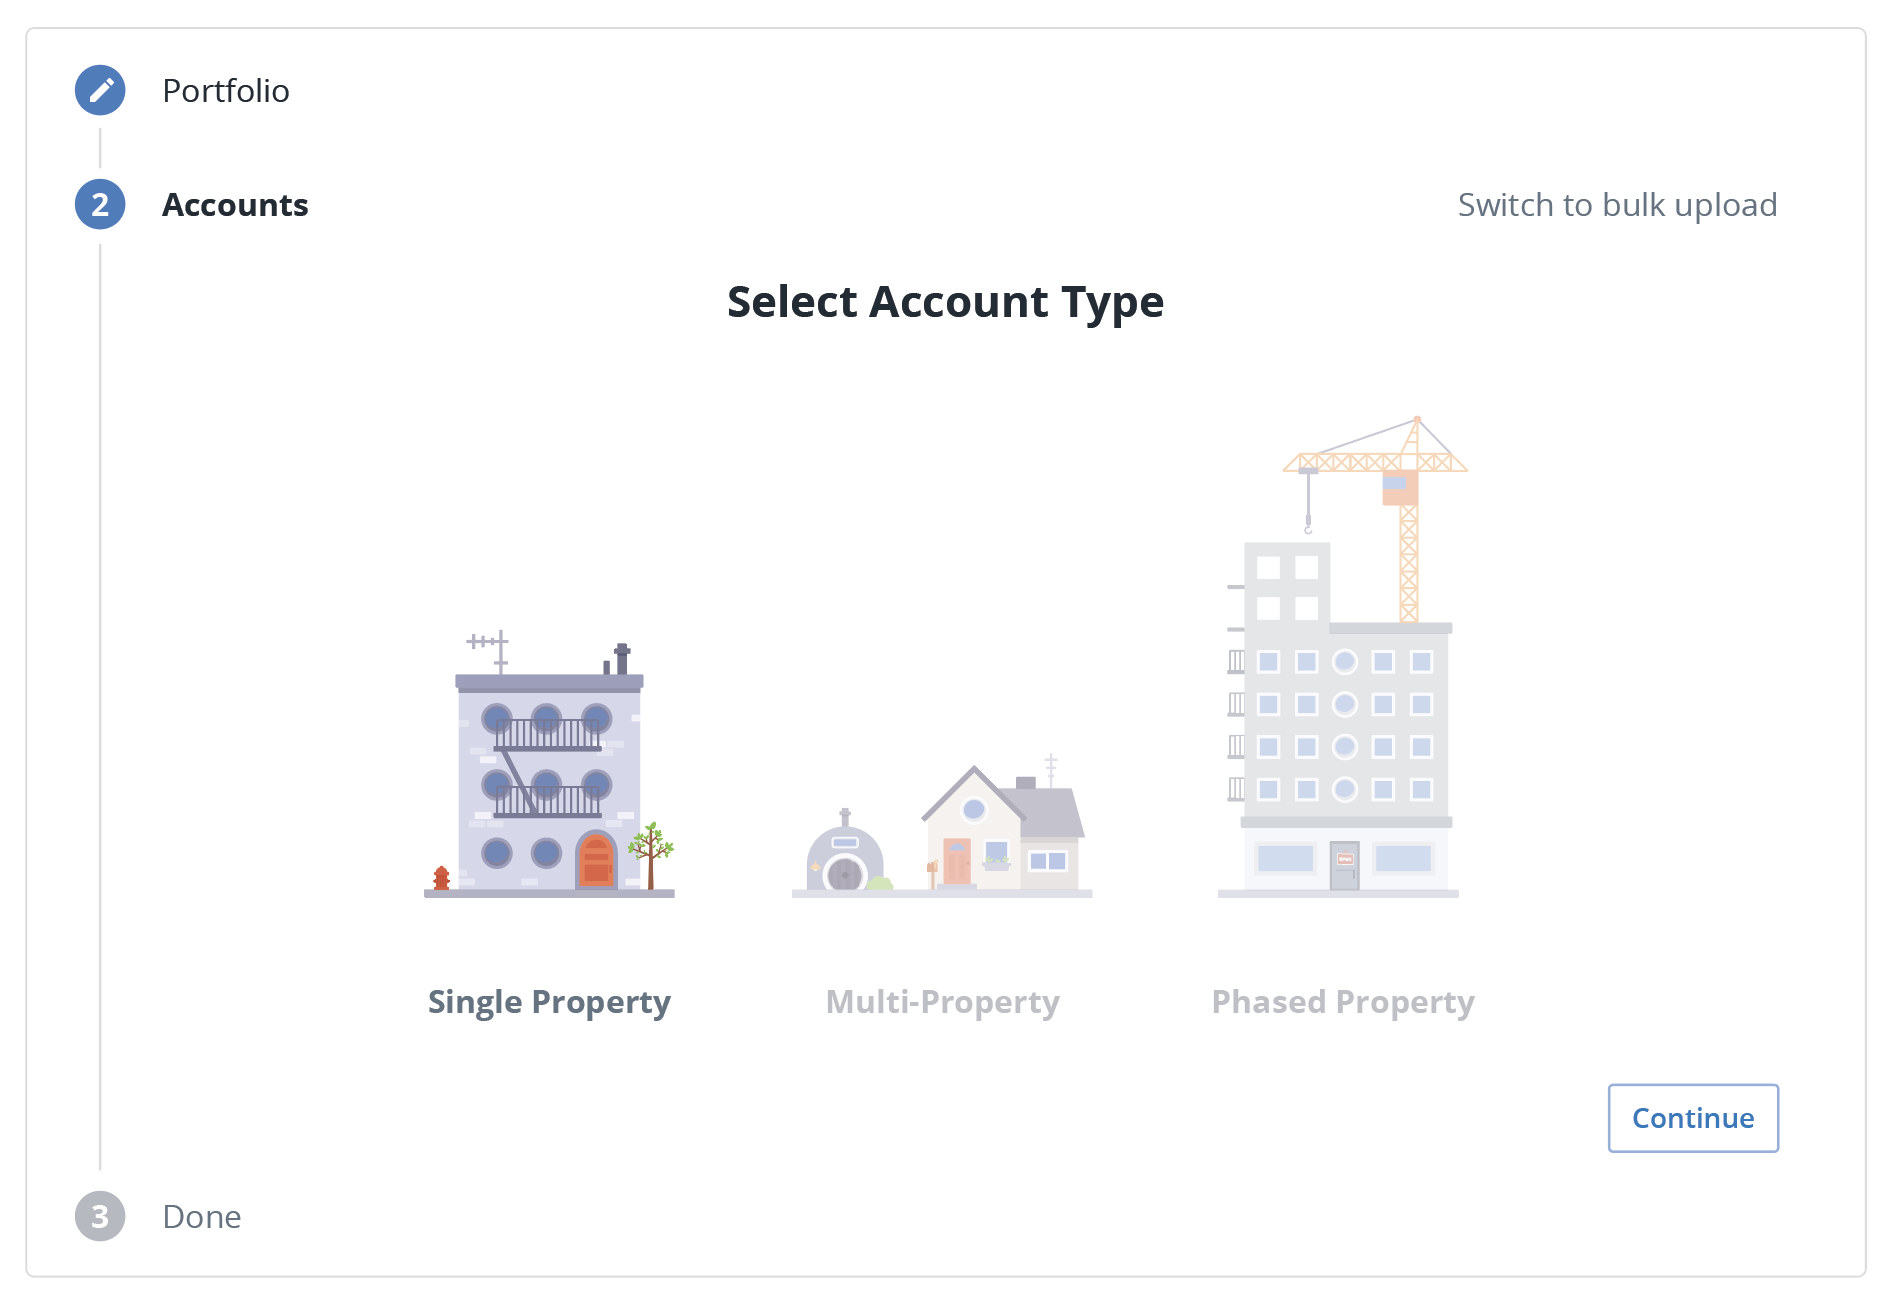 Portfolio
2 Accounts
Switch to bulk upload
Select Account Type
Single Property
Multi-Property
Phased Property
Continue
3 Done